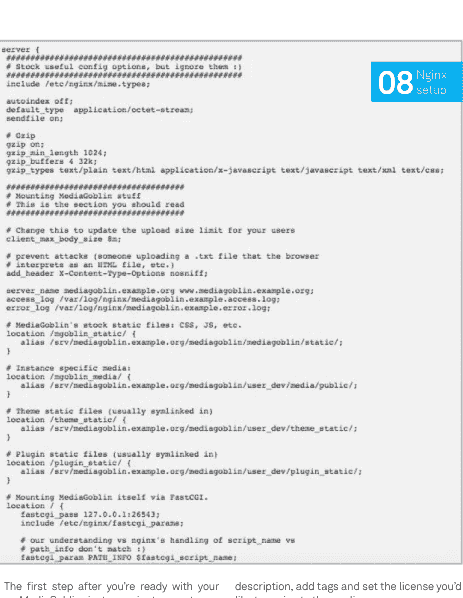 server {
#########################################
# Stock useful config options, but ignore them :)
#########################################
include /etc/nginx/mime.types;
autoindex off;
default_type application/octet-stream;
sendfile on;
# Gzip
gzip on;
gzip_min_length 1024;
gzip_buffers 4 32k;
gzip_types text/plain text/html application/x-javascript text/javascript text/xml text/css;
###################################
# Mounting MediaGoblin stuff
# This is the section you should read
###################################
# Change this to update the upload size limit for your users
client_max_body_size 8m;
# prevent attacks (someone uploading a .txt file that the browser
# interprets as an HTML file, etc.)
add_header X-Content-Type-Options nosniff;
server_name mediagoblin.example.org www.mediagoblin.example.org;
access_log /var/log/nginx/mediagoblin.example.access.log;
error_log /var/log/nginx/mediagoblin.example.error.log;
# MediaGoblin's stock static files: CSS, JS, etc.
location /mgoblin_static/ {
alias /srv/mediagoblin.example.org/mediagoblin/mediagoblin/static/;
}
# Instance specific media:
location /mgoblin_media/ {
alias /srv/mediagoblin.example.org/mediagoblin/user_dev/media/public/;
}
# Theme static files (usually symlinked in)
location /theme_static/ {
alias /srv/mediagoblin.example.org/mediagoblin/user_dev/theme_static/;
}
# Plugin static files (usually symlinked in)
location /plugin_static/ {
alias /srv/mediagoblin.example.org/mediagoblin/user_dev/plugin_static/;
}
# Mounting MediaGoblin itself via FastCGI.
location / {
fastcgi_pass 127.0.0.1:26543;
include /etc/nginx/fastcgi_params;
# our understanding vs nginx's handling of script_name vs
# path_info don't match :)
fastcgi_param PATH_INFO $fastcgi_script_name;
08 Nginx
setup
The first step after you're ready with your
description, add tags and set the license you'd